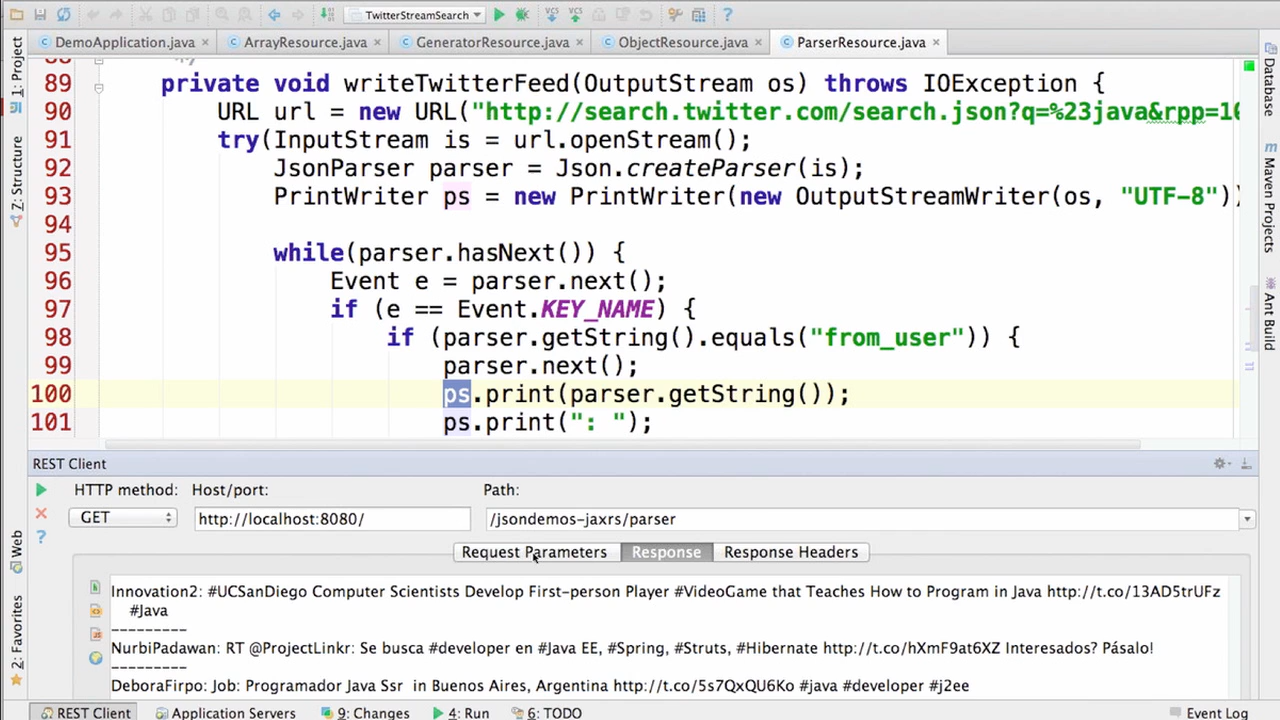 TwitterStreamSearch
DemoApplication.java
ArrayResource.java
GeneratorResource.java
ObjectResource.java
ParserResource.java
1: Project
7: Structure
Web
2: Favorites
89 private void writeTwitterFeed(OutputStream os) throws IOException {
90 URL url = new URL("http://search.twitter.com/search.json?q=%23java&rpp=10
91 try(InputStream is = url.openStream();
92 JsonParser parser = Json.createParser(is);
93 PrintWriter ps = new PrintWriter(new OutputStreamWriter(os, "UTF-8"))
94
95 while(parser.hasNext()) {
96 Event e = parser.next();
97 if (e == Event.KEY_NAME) {
98 if (parser.getString().equals("from_user")) {
99 parser.next();
100 ps.print(parser.getString());
101 ps.print(": ");
Database
Maven Projects
Ant Build
REST Client
HTTP method: Host/port: Path:
GET http://localhost:8080/ /jsondemos-jaxrs/parser
Request Parameters Response Response Headers
Innovation2: #UCSanDiego Computer Scientists Develop First-person Player #VideoGame that Teaches How to Program in Java http://t.co/13AD5trUFz
#Java
---------
NurbiPadawan: RT @ProjectLinkr: Se busca #developer en #Java EE, #Spring, #Struts, #Hibernate http://t.co/hXmF9at6XZ Interesados? Pásalo!
---------
DeboraFirpo: Job: Programador Java Ssr in Buenos Aires, Argentina http://t.co/5s7QxQU6Ko #java #developer #j2ee
REST Client Application Servers 9: Changes 4: Run 6: TODO Event Log